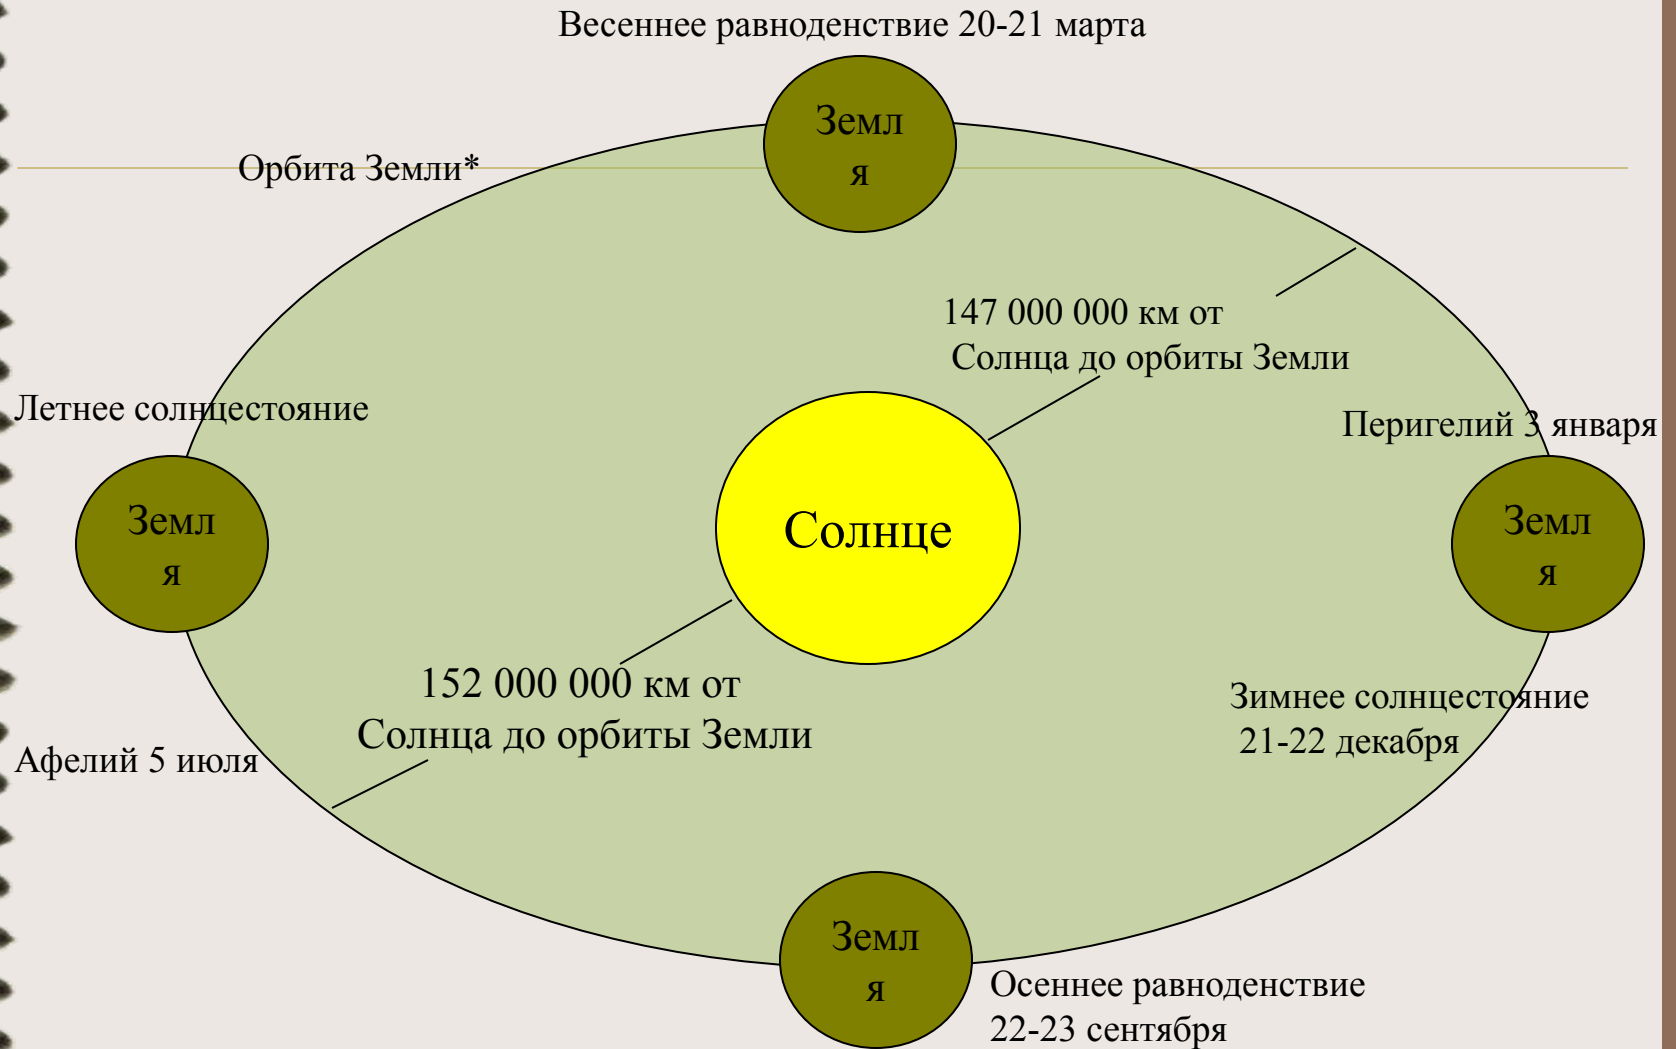 Весеннее равноденствие 20-21 марта
Земл
я
Орбита Земли*
147 000 000 км от
Солнца до орбиты Земли
Летнее солнцестояние
Перигелий 3 января
Земл
я
Солнце
Земл
я
152 000 000 км от
Солнца до орбиты Земли
Зимнее солнцестояние
21-22 декабря
Афелий 5 июля
Земл
я
Осеннее равноденствие
22-23 сентября